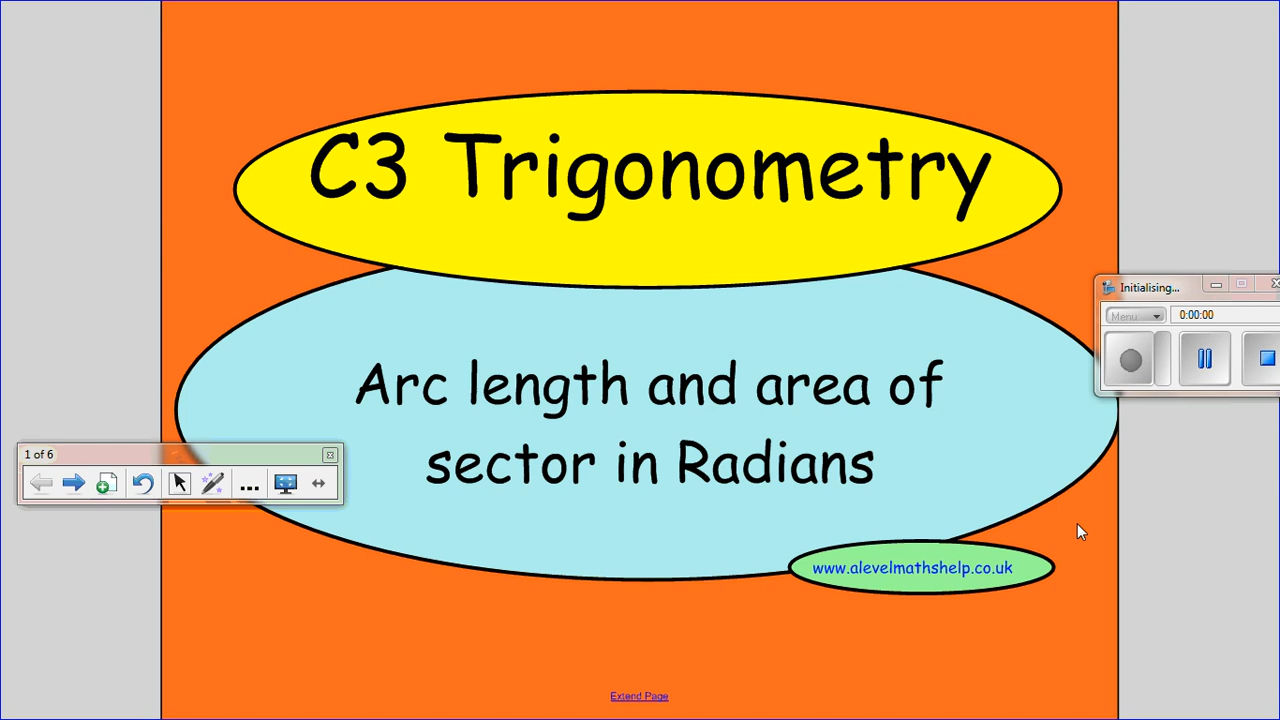 C3 Trigonometry
Initialising...
Menu
0:00:00
Arc length and area of
sector in Radians
1 of 6
...
www.alevelmathshelp.co.uk
Extend Page